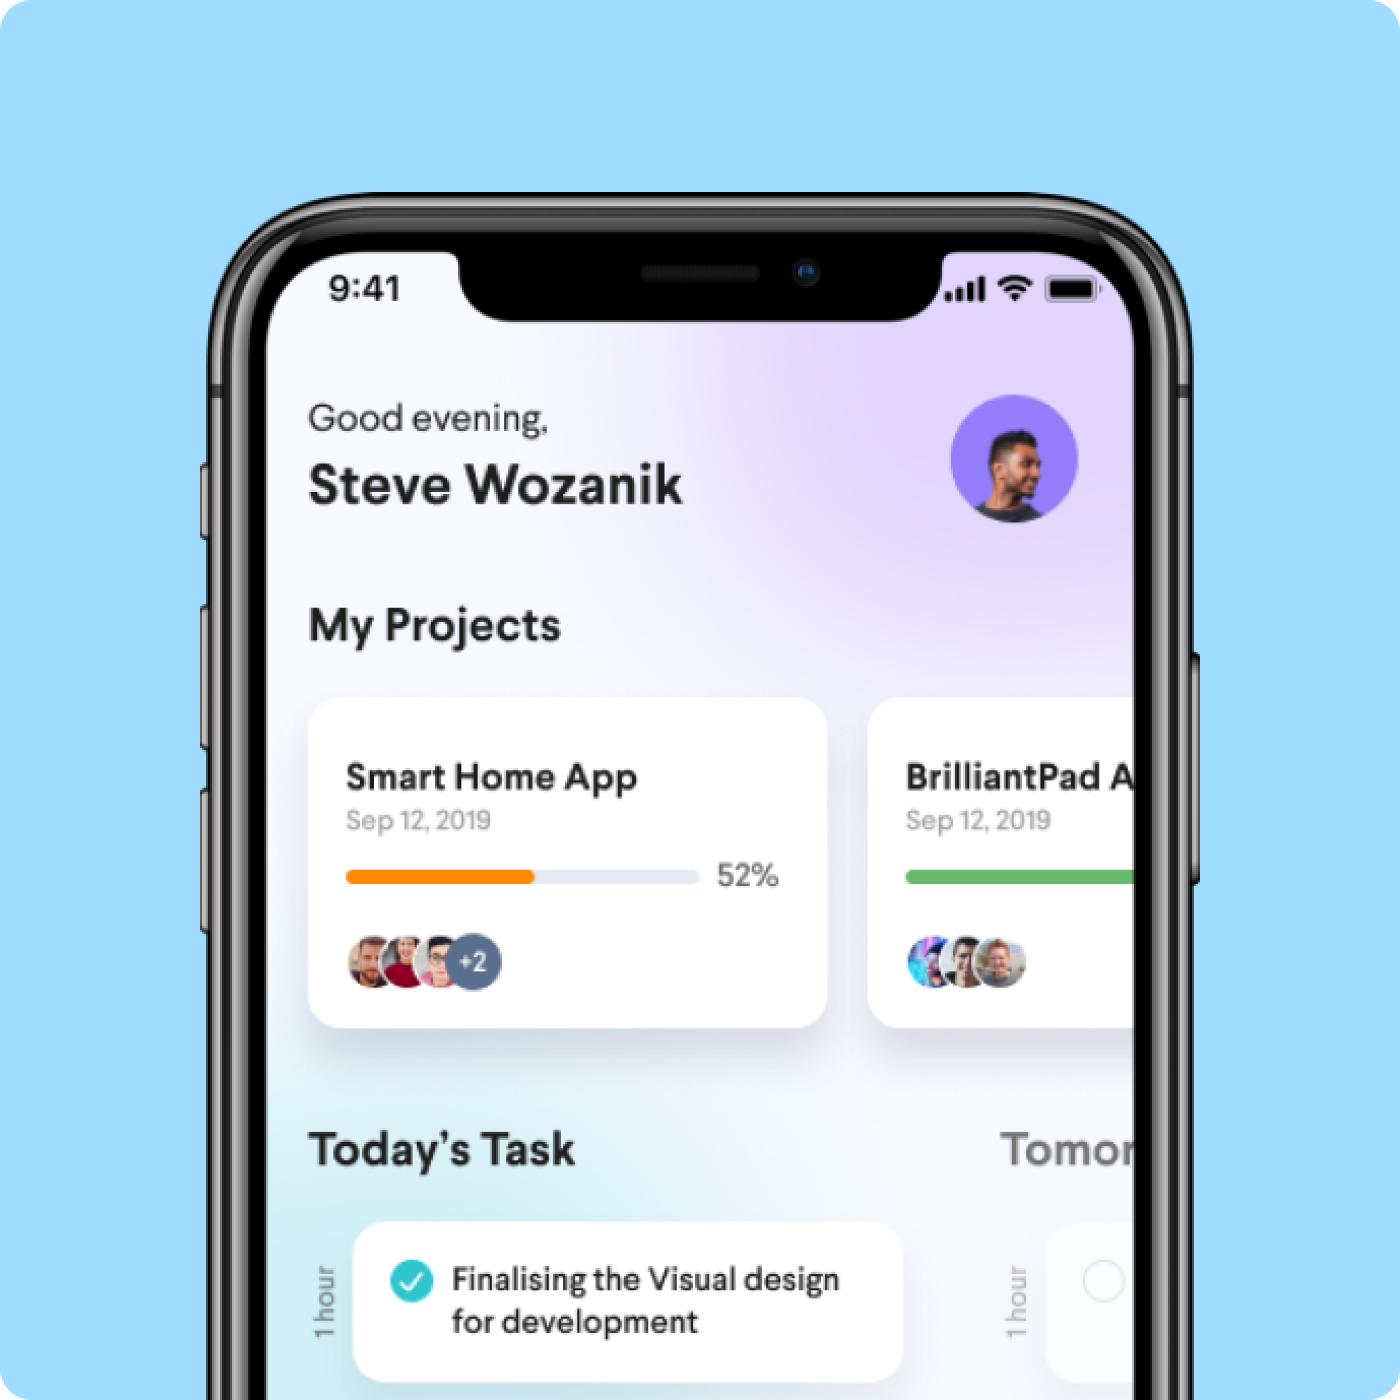 9:41
Good evening,
Steve Wozanik
My Projects
Smart Home App
Sep 12, 2019
52%
+2
BrilliantPad A
Sep 12, 2019
Today’s Task
Tomor
1 hour
Finalising the Visual design
for development
1 hour